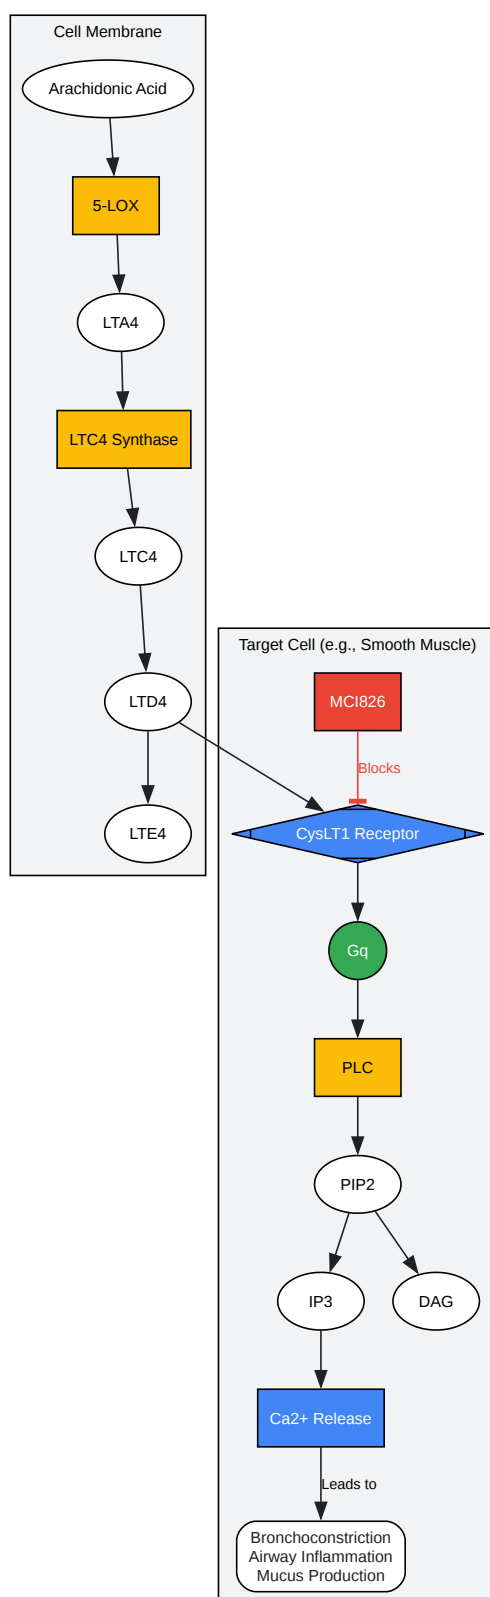 Cell Membrane
Arachidonic Acid
5-LOX
LTA4
LTC4 Synthase
LTC4
LTD4
LTE4
Target Cell (e.g., Smooth Muscle)
MCI826
Blocks
CysLT1 Receptor
Gq
PLC
PIP2
IP3
DAG
Ca2+ Release
Leads to
Bronchoconstriction
Airway Inflammation
Mucus Production